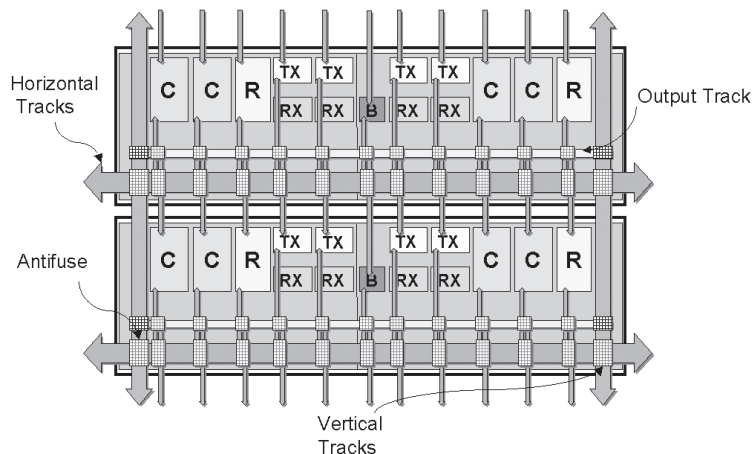 TX TX TX TX
Horizontal
Tracks
C C R RX RX B RX RX C C R
Output Track
TX TX TX TX
Antifuse
C C R RX RX B RX RX C C R
Vertical
Tracks